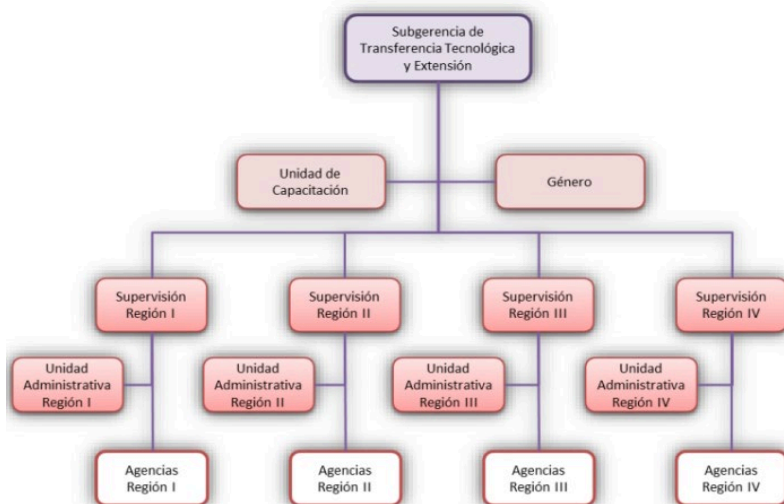 Subgerencia de
Transferencia Tecnológica
y Extensión
Unidad de
Capacitación
Género
Supervisión
Región I
Supervisión
Región II
Supervisión
Región III
Supervisión
Región IV
Unidad
Administrativa
Región I
Unidad
Administrativa
Región II
Unidad
Administrativa
Región III
Unidad
Administrativa
Región IV
Agencias
Región I
Agencias
Región II
Agencias
Región III
Agencias
Región IV